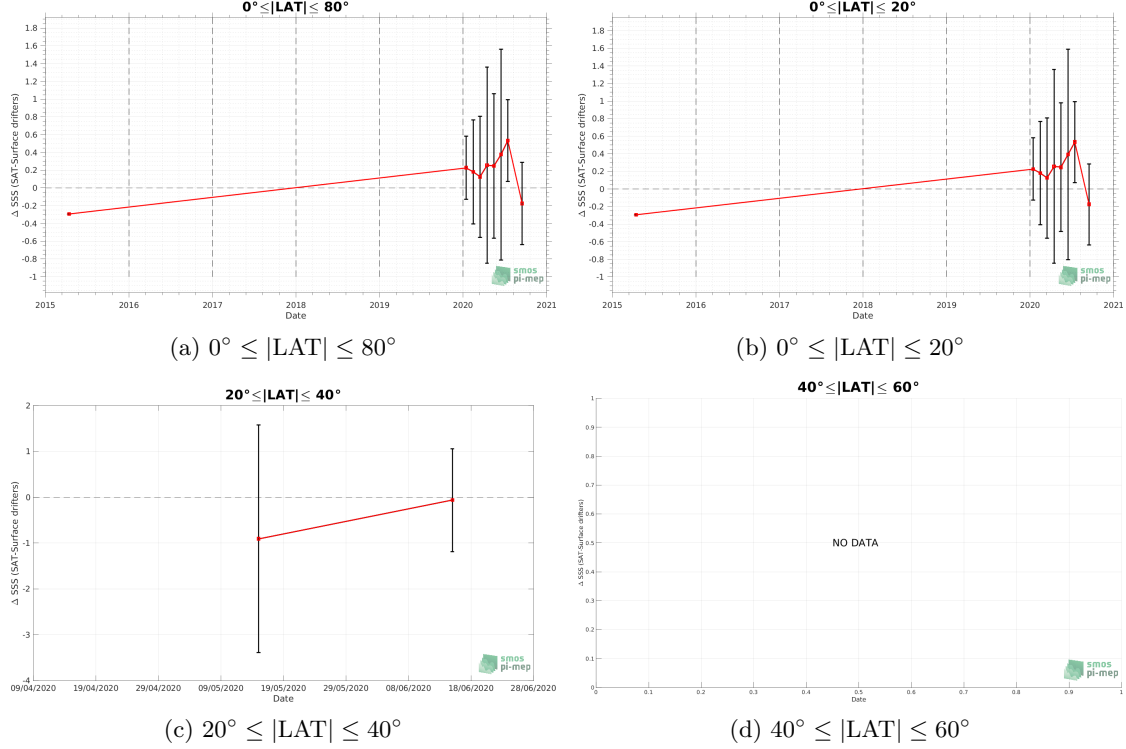 0°≤|LAT|≤ 80°
1.8
1.6
1.4
1.2
1
0.8
0.6
0.4
0.2
0
-0.2
-0.4
-0.6
-0.8
-1
Δ SSS (SAT-Surface drifters)
2015 2016 2017 2018 2019 2020 2021
Date
smos
pi-mep
(a) 0° ≤ |LAT| ≤ 80°
0°≤|LAT|≤ 20°
1.8
1.6
1.4
1.2
1
0.8
0.6
0.4
0.2
0
-0.2
-0.4
-0.6
-0.8
-1
Δ SSS (SAT-Surface drifters)
2015 2016 2017 2018 2019 2020 2021
Date
smos
pi-mep
(b) 0° ≤ |LAT| ≤ 20°
20°≤|LAT|≤ 40°
2
1
0
-1
-2
-3
-4
Δ SSS (SAT-Surface drifters)
09/04/2020 19/04/2020 29/04/2020 09/05/2020 19/05/2020 29/05/2020 08/06/2020 18/06/2020 28/06/2020
Date
smos
pi-mep
(c) 20° ≤ |LAT| ≤ 40°
40°≤|LAT|≤ 60°
1
0.9
0.8
0.7
0.6
0.5
0.4
0.3
0.2
0.1
0
Δ SSS (SAT-Surface drifters)
NO DATA
0 0.1 0.2 0.3 0.4 0.5 0.6 0.7 0.8 0.9 1
Date
smos
pi-mep
(d) 40° ≤ |LAT| ≤ 60°